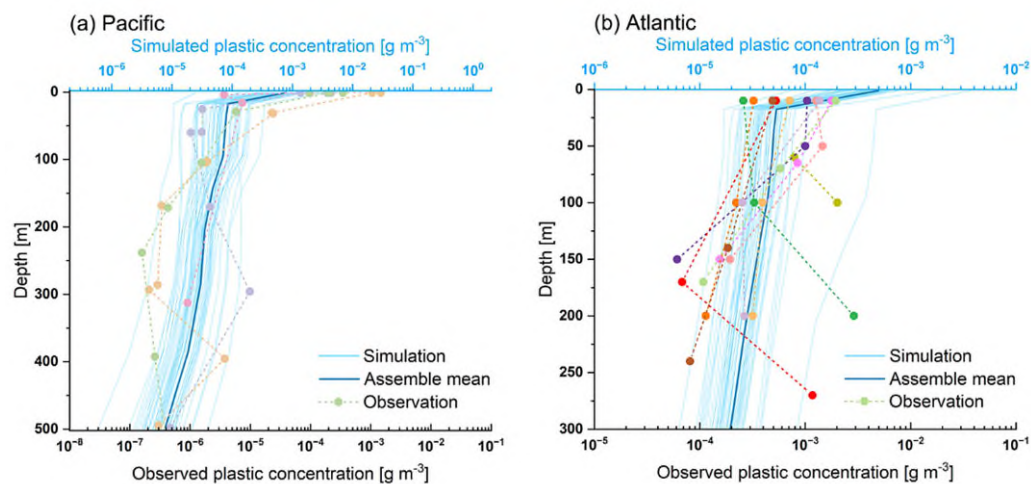 (a) Pacific
Simulated plastic concentration [g m⁻³]
10⁻⁶ 10⁻⁵ 10⁻⁴ 10⁻³ 10⁻² 10⁻¹ 10⁰
Depth [m]
0
100
200
300
400
500
Simulation
Assemble mean
Observation
10⁻⁸ 10⁻⁷ 10⁻⁶ 10⁻⁵ 10⁻⁴ 10⁻³ 10⁻² 10⁻¹
Observed plastic concentration [g m⁻³]
(b) Atlantic
Simulated plastic concentration [g m⁻³]
10⁻⁶ 10⁻⁵ 10⁻⁴ 10⁻³ 10⁻²
Depth [m]
0
50
100
150
200
250
300
Simulation
Assemble mean
Observation
10⁻⁵ 10⁻⁴ 10⁻³ 10⁻² 10⁻¹
Observed plastic concentration [g m⁻³]